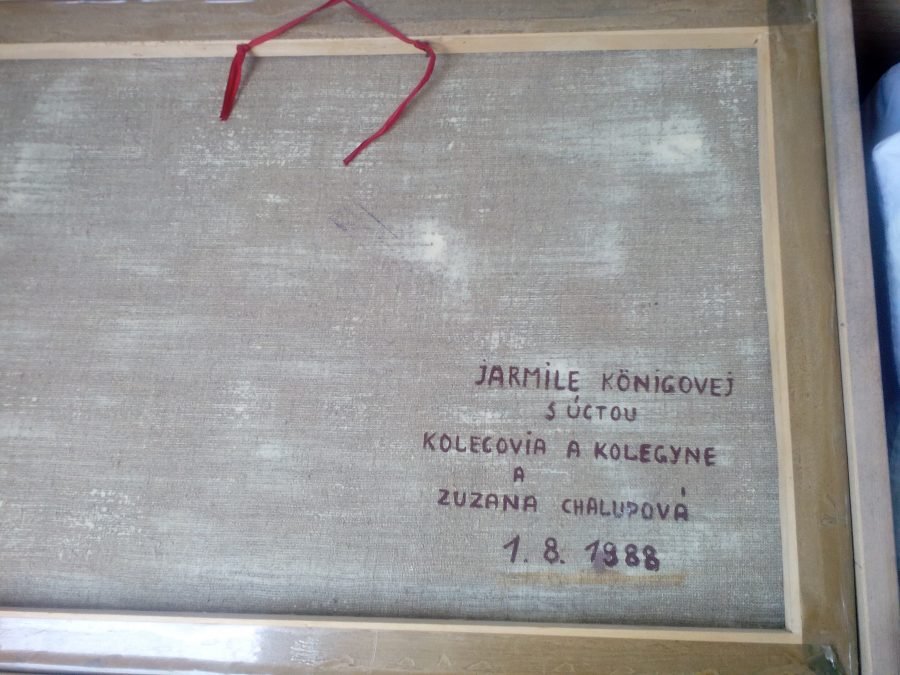 JARMILE KÖNIGOVEJ
S ÚCTOU
KOLEGOVIA A KOLEGYNE
A
ZUZANA CHALUPOVÁ
1. 8. 1988